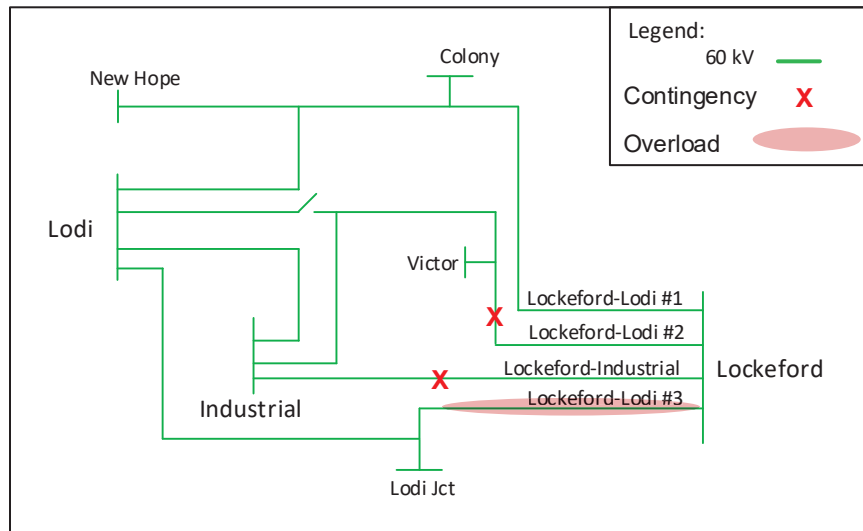 Legend:
60 kV
Contingency X
Overload
Colony
New Hope
Lodi
Victor
X
Lockeford-Lodi #1
Lockeford-Lodi #2
Lockeford-Industrial
X
Lockeford
Lockeford-Lodi #3
Industrial
Lodi Jct